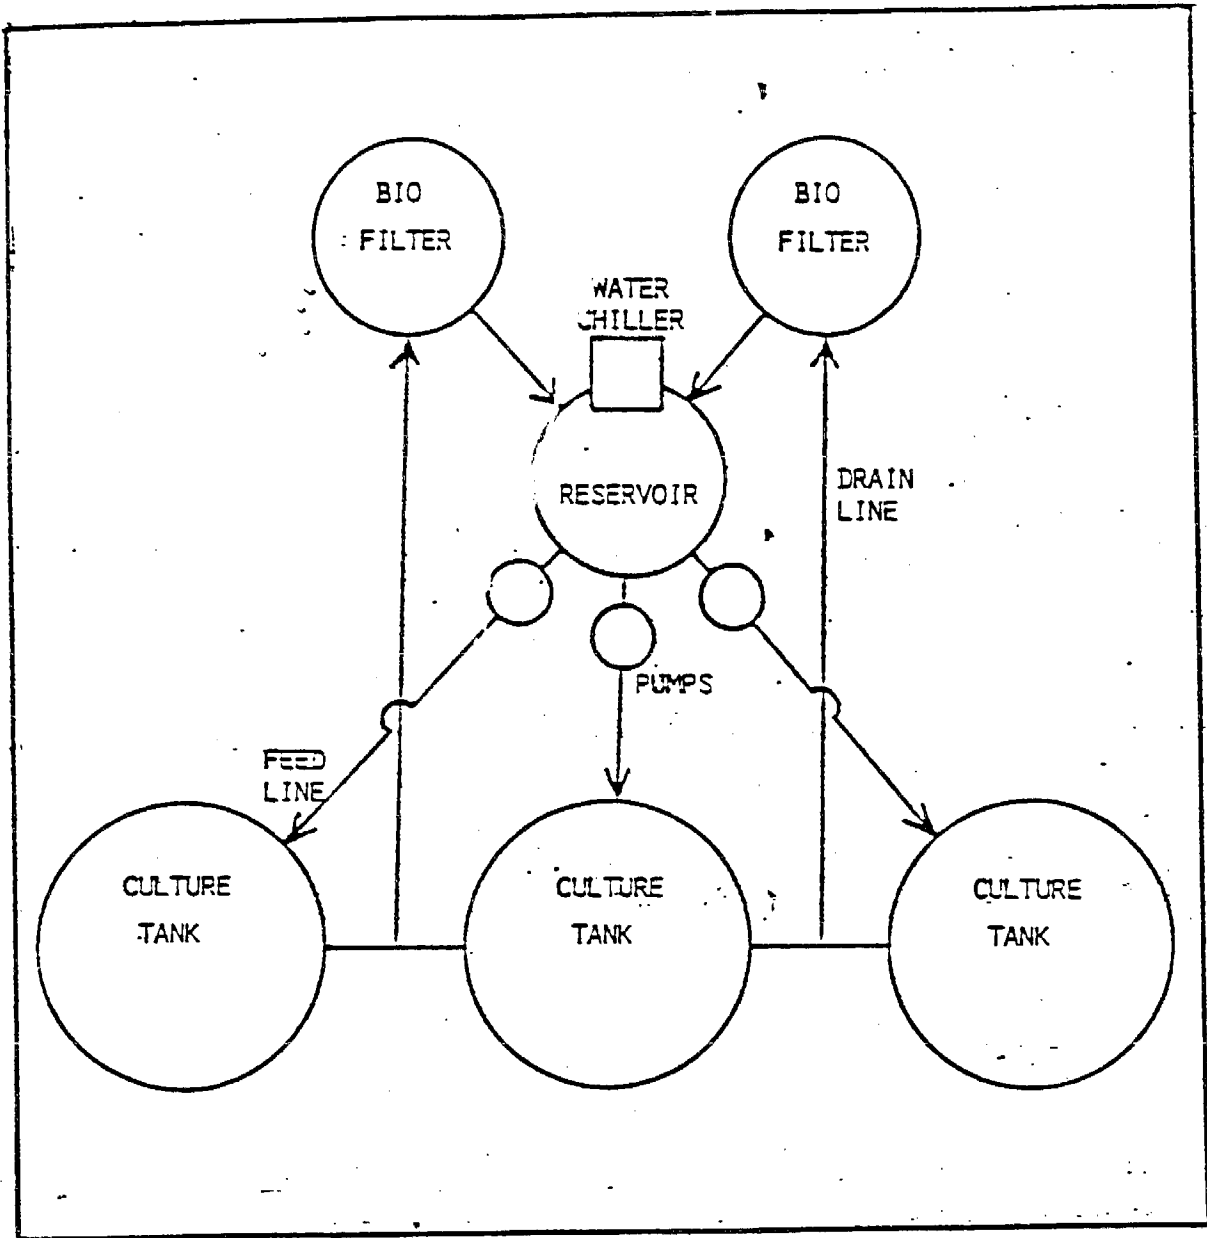 BIO
FILTER
BIO
FILTER
WATER
CHILLER
RESERVOIR
DRAIN
LINE
PUMPS
FEED
LINE
CULTURE
TANK
CULTURE
TANK
CULTURE
TANK